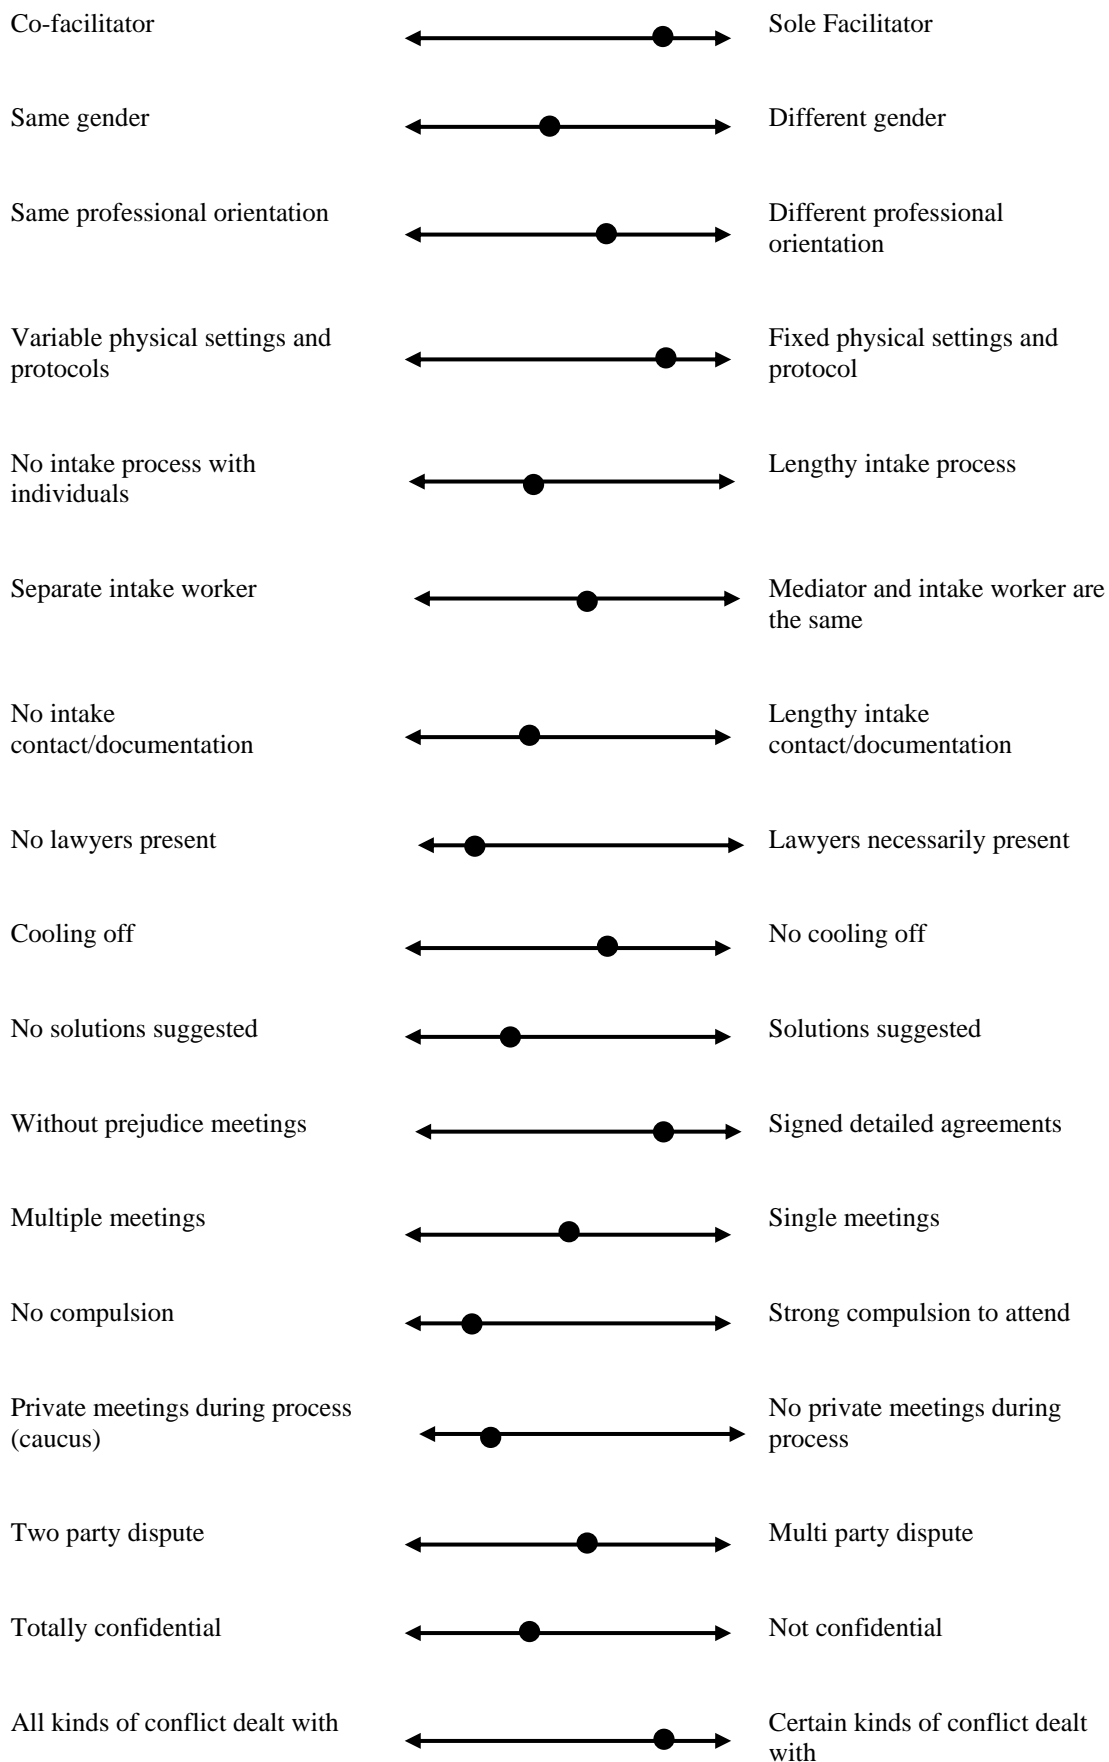 Co-facilitator
Sole Facilitator
Same gender
Different gender
Same professional orientation
Different professional
orientation
Variable physical settings and
protocols
Fixed physical settings and
protocol
No intake process with
individuals
Lengthy intake process
Separate intake worker
Mediator and intake worker are
the same
No intake
contact/documentation
Lengthy intake
contact/documentation
No lawyers present
Lawyers necessarily present
Cooling off
No cooling off
No solutions suggested
Solutions suggested
Without prejudice meetings
Signed detailed agreements
Multiple meetings
Single meetings
No compulsion
Strong compulsion to attend
Private meetings during process
(caucus)
No private meetings during
process
Two party dispute
Multi party dispute
Totally confidential
Not confidential
All kinds of conflict dealt with
Certain kinds of conflict dealt
with